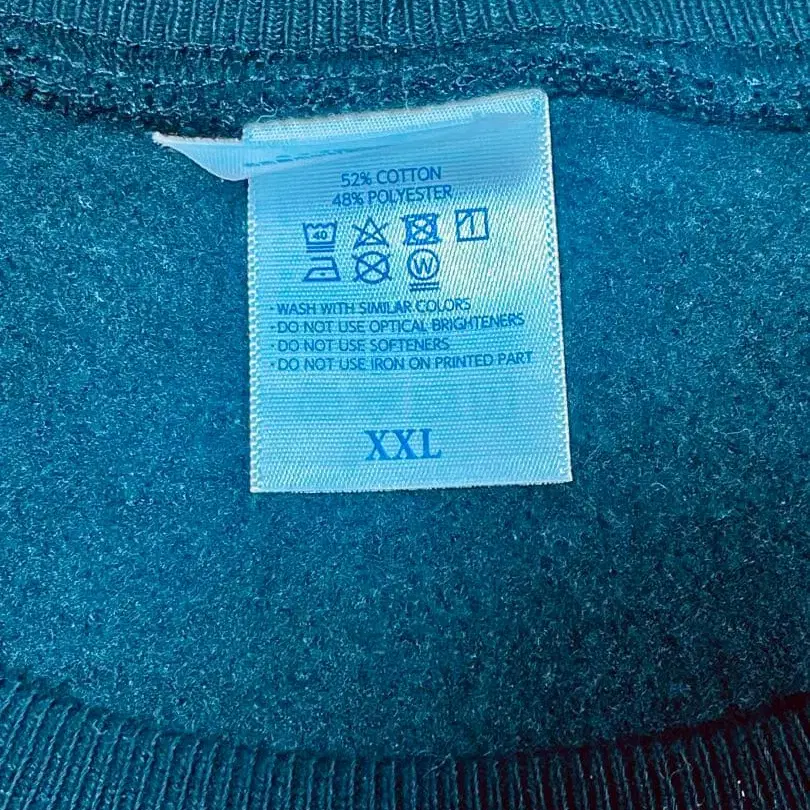 52% COTTON
48% POLYESTER
40
W
· WASH WITH SIMILAR COLORS
· DO NOT USE OPTICAL BRIGHTENERS
· DO NOT USE SOFTENERS
· DO NOT USE IRON ON PRINTED PART
XXL